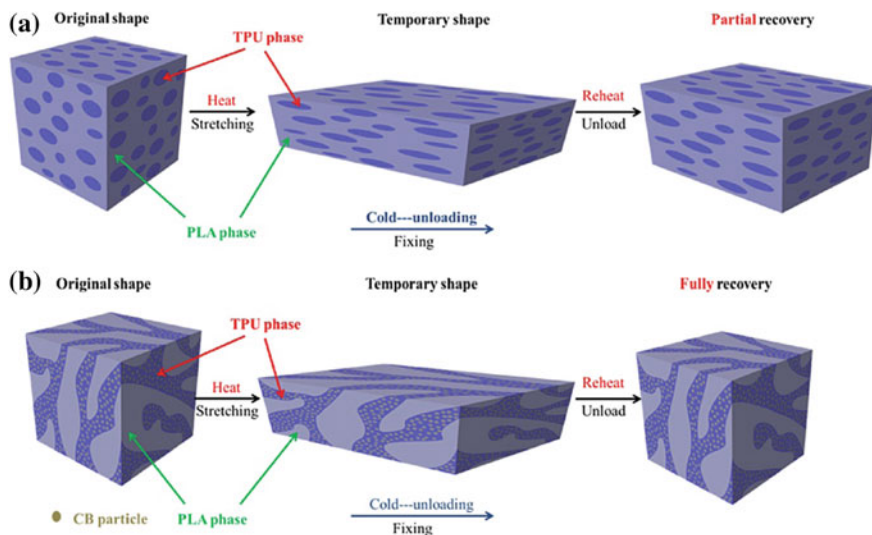 (a)
Original shape
Temporary shape
Partial recovery
TPU phase
Heat
Stretching
Reheat
Unload
PLA phase
Cold---unloading
Fixing
(b)
Original shape
Temporary shape
Fully recovery
TPU phase
Heat
Stretching
Reheat
Unload
CB particle
PLA phase
Cold---unloading
Fixing